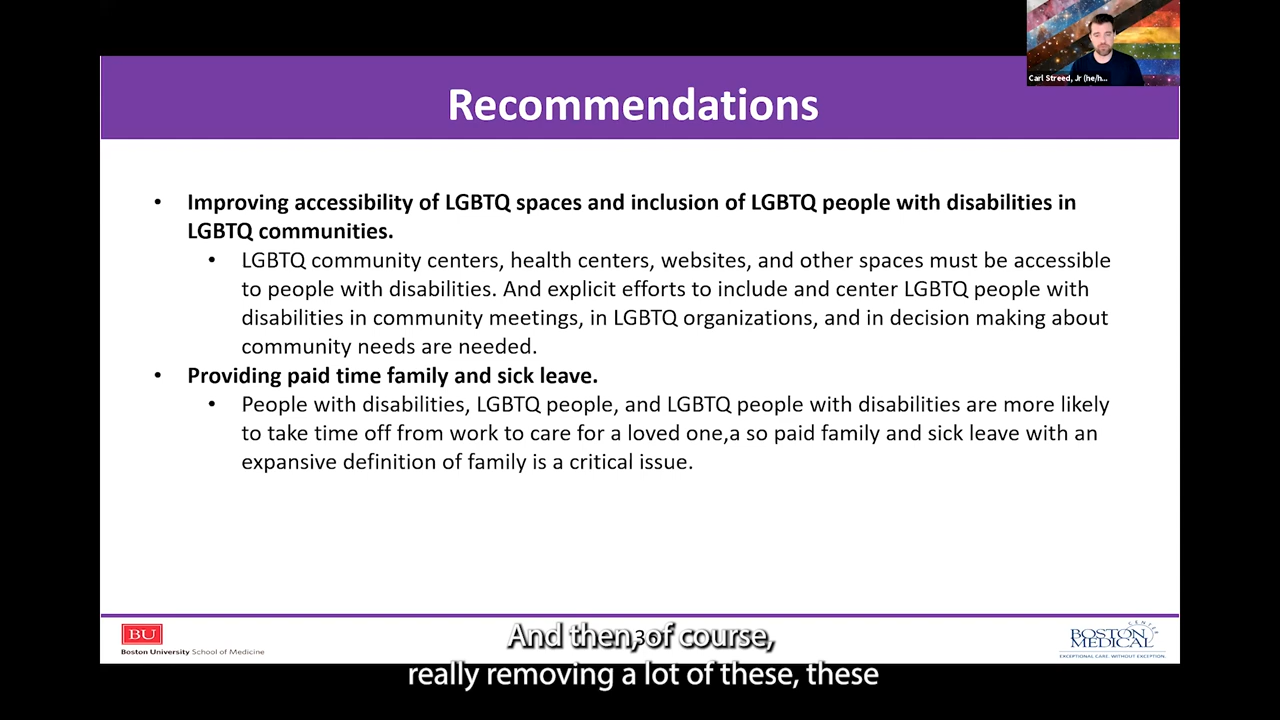 Carl Streed, Jr (he/h...
Recommendations
• Improving accessibility of LGBTQ spaces and inclusion of LGBTQ people with disabilities in
LGBTQ communities.
• LGBTQ community centers, health centers, websites, and other spaces must be accessible
to people with disabilities. And explicit efforts to include and center LGBTQ people with
disabilities in community meetings, in LGBTQ organizations, and in decision making about
community needs are needed.
• Providing paid time family and sick leave.
• People with disabilities, LGBTQ people, and LGBTQ people with disabilities are more likely
to take time off from work to care for a loved one,a so paid family and sick leave with an
expansive definition of family is a critical issue.
BU
Boston University School of Medicine
And then, of course,
really removing a lot of these, these
BOSTON
MEDICAL
CENTER
EXCEPTIONAL CARE. WITHOUT EXCEPTION.